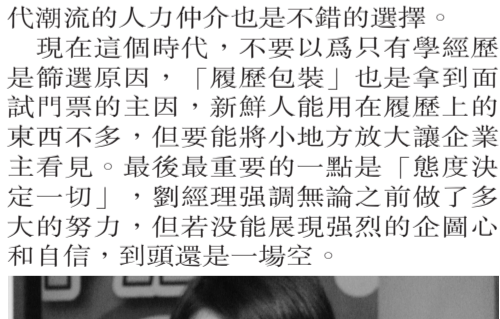 代潮流的人力仲介也是不錯的選擇。
現在這個時代，不要以爲只有學經歷
是篩選原因，「履歷包裝」也是拿到面
試門票的主因，新鮮人能用在履歷上的
東西不多，但要能將小地方放大讓企業
主看見。最後最重要的一點是「態度決
定一切」，劉經理强調無論之前做了多
大的努力，但若没能展現强烈的企圖心
和自信，到頭還是一場空。